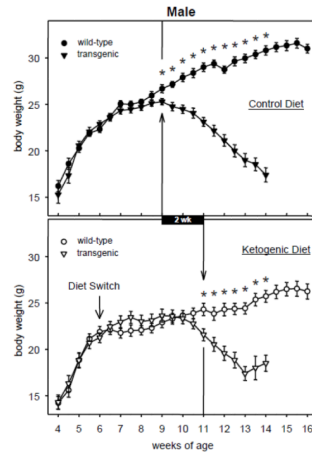 Male
30
25
20
15
body weight (g)
wild-type
transgenic
* * * * * * * * * *
Control Diet
2 wk
30
25
20
15
body weight (g)
wild-type
transgenic
Ketogenic Diet
Diet Switch
* * * * * * *
4 5 6 7 8 9 10 11 12 13 14 15 16
weeks of age